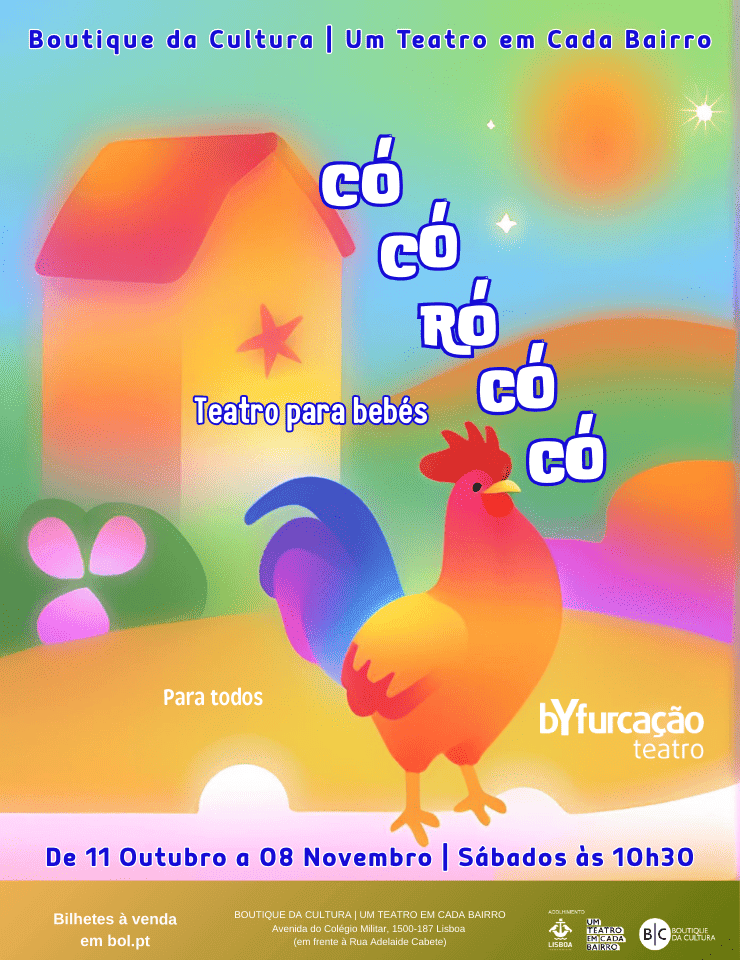 Boutique da Cultura | Um Teatro em Cada Bairro
CÓ
CÓ
RÓ
CÓ
CÓ
Teatro para bebés
Para todos
bYfurcação
teatro
De 11 Outubro a 08 Novembro | Sábados às 10h30
Bilhetes à venda
em bol.pt
BOUTIQUE DA CULTURA | UM TEATRO EM CADA BAIRRO
Avenida do Colégio Militar, 1500-187 Lisboa
(em frente à Rua Adelaide Cabete)
ACOLHIMENTO
LISBOA
UM
TEATRO
EM CADA
BAIRRO
B|C
BOUTIQUE
DA CULTURA